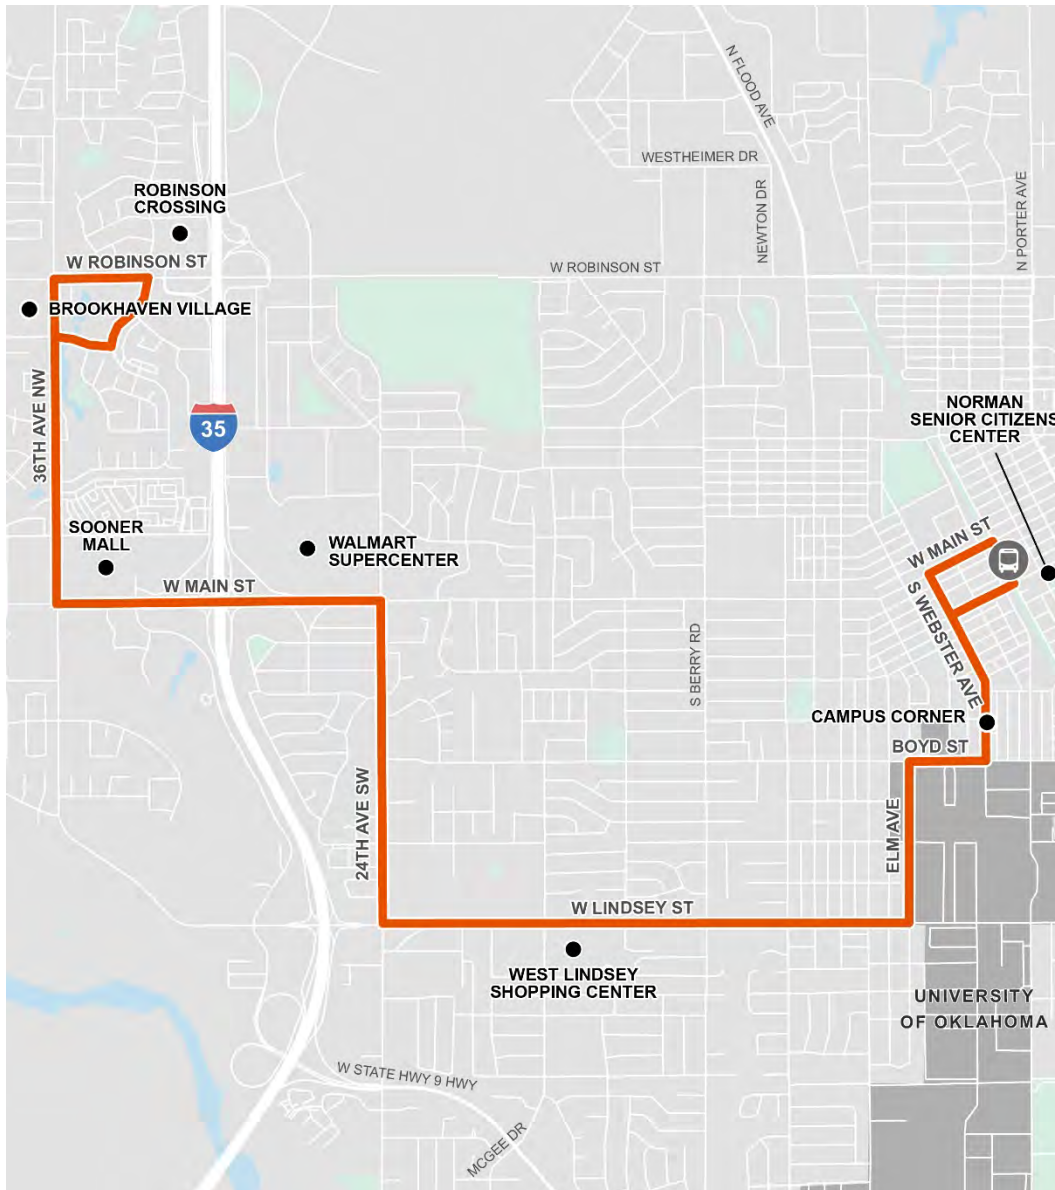 N FLOOD AVE
WESTHEIMER DR
NEWTON DR
N PORTER AVE
ROBINSON
CROSSING
W ROBINSON ST
W ROBINSON ST
BROOKHAVEN VILLAGE
35
36TH AVE NW
NORMAN
SENIOR CITIZENS
CENTER
SOONER
MALL
WALMART
SUPERCENTER
W MAIN ST
W MAIN ST
S WEBSTER AVE
S BERRY RD
CAMPUS CORNER
BOYD ST
24TH AVE SW
ELM AVE
W LINDSEY ST
WEST LINDSEY
SHOPPING CENTER
UNIVERSITY
OF OKLAHOMA
W STATE HWY 9 HWY
MCGEE DR